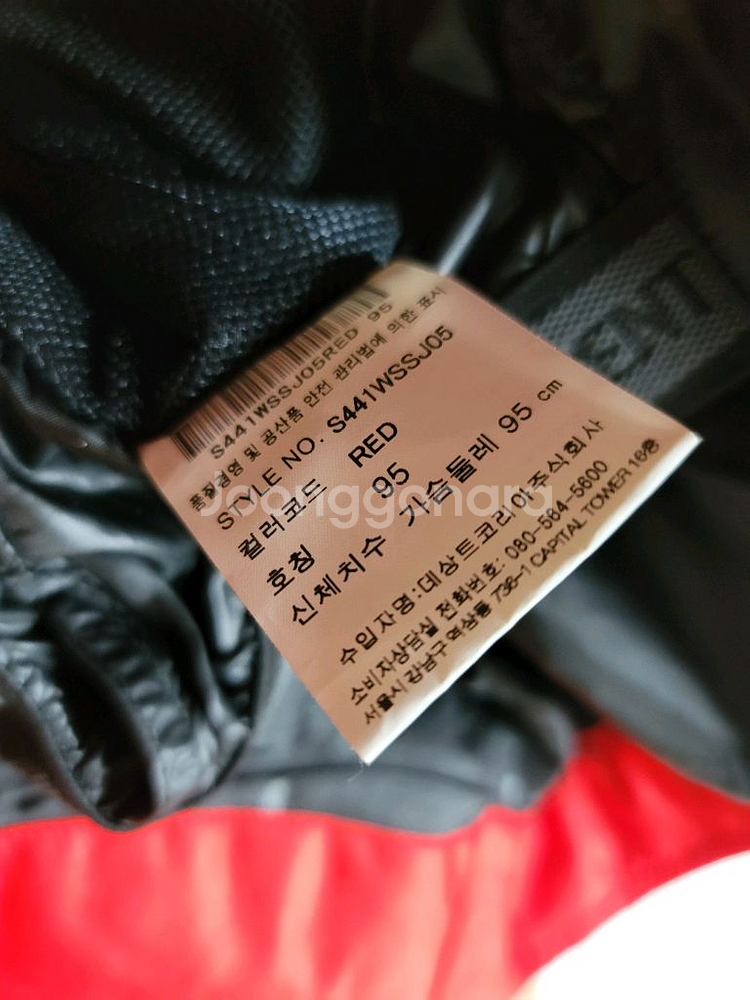 S441WSSJ05RED 95
품질경영 및 공산품 안전 관리법에 의한 표시
STYLE NO. S441WSSJ05
컬러코드 RED
호칭 95
신체치수 가슴둘레 95 cm
수입자명:데상트코리아주식회사
소비자상담실 전화번호: 080-564-5600
서울시 강남구 역삼동 736-1 CAPITAL TOWER 16층
Joonggonara